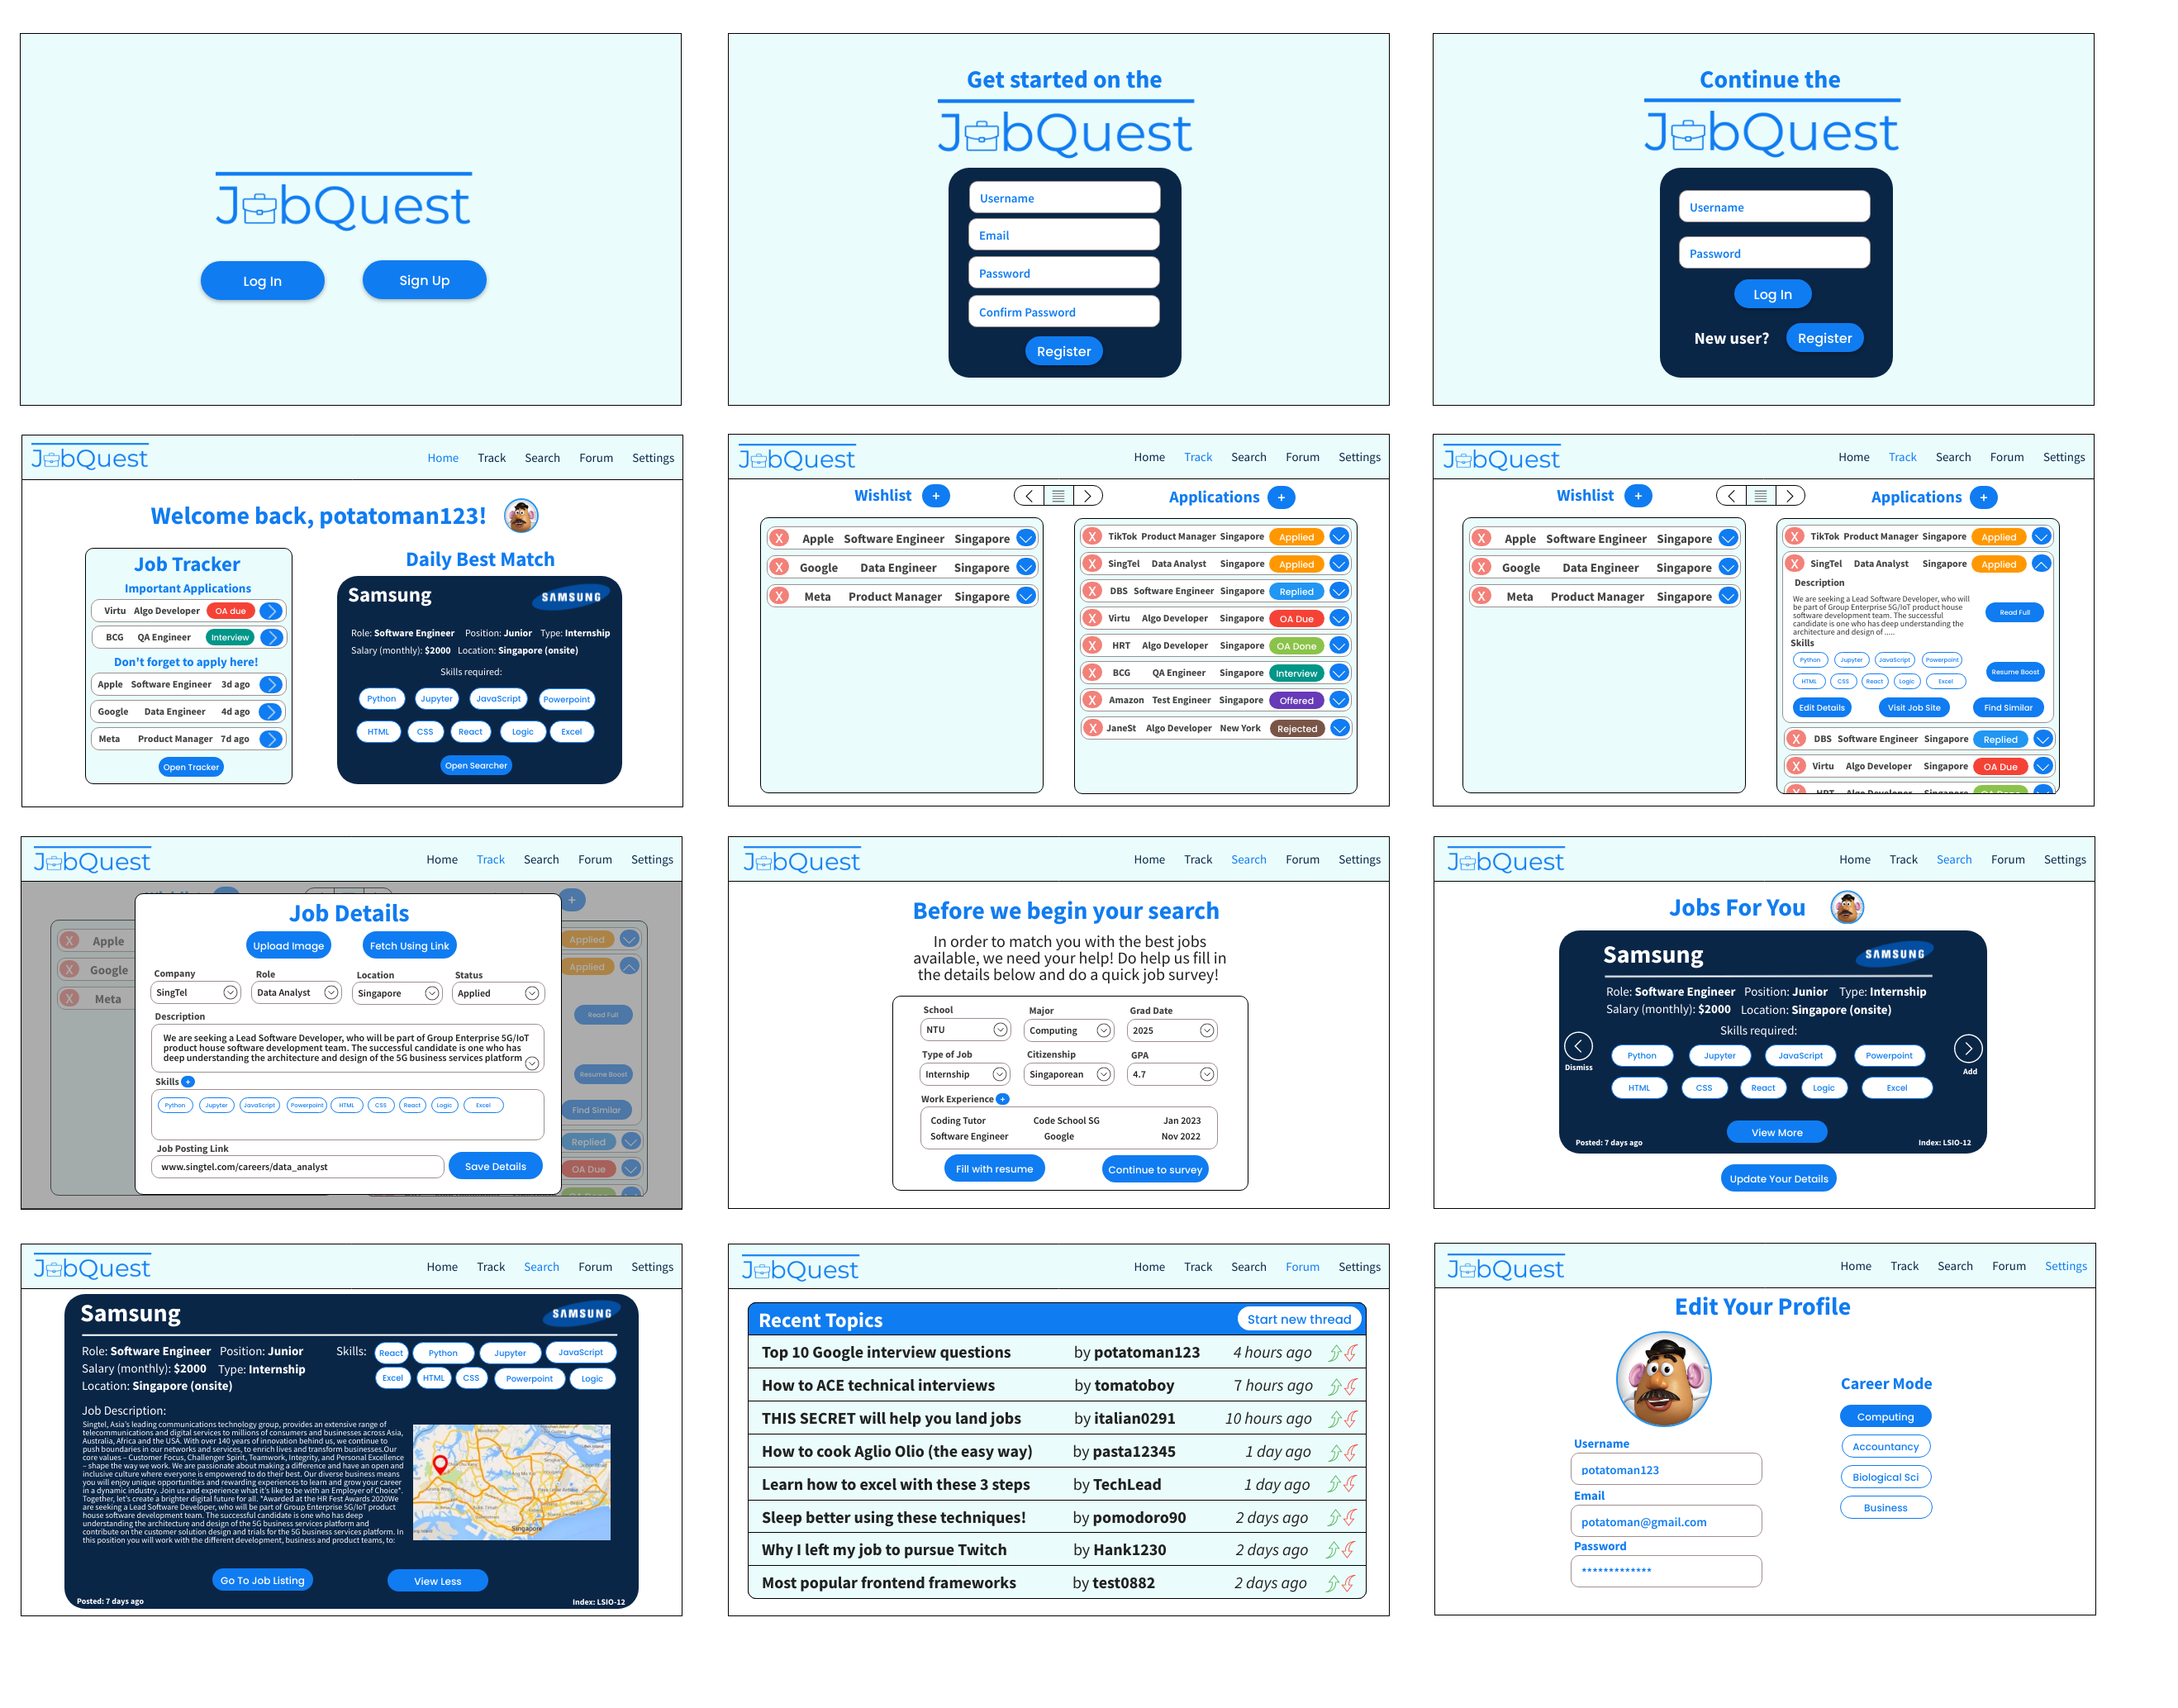 JobQuest
Log In
Sign Up
Get started on the
JobQuest
Username
Email
Password
Confirm Password
Register
Continue the
JobQuest
Username
Password
Log In
New user? Register
JobQuest
Home Track Search Forum Settings
Welcome back, potatoman123!
Job Tracker
Important Applications
Virtu Algo Developer OA due
BCG QA Engineer Interview
Don't forget to apply here!
Apple Software Engineer 3d ago
Google Data Engineer 4d ago
Meta Product Manager 7d ago
Open Tracker
Daily Best Match
Samsung SAMSUNG
Role: Software Engineer Position: Junior Type: Internship
Salary (monthly): $2000 Location: Singapore (onsite)
Skills required:
Python Jupyter JavaScript Powerpoint
HTML CSS React Logic Excel
Open Searcher
JobQuest
Home Track Search Forum Settings
Wishlist +
X Apple Software Engineer Singapore
X Google Data Engineer Singapore
X Meta Product Manager Singapore
Applications +
X TikTok Product Manager Singapore Applied
X SingTel Data Analyst Singapore Applied
X DBS Software Engineer Singapore Replied
X Virtu Algo Developer Singapore OA Due
X HRT Algo Developer Singapore OA Done
X BCG QA Engineer Singapore Interview
X Amazon Test Engineer Singapore Offered
X JaneSt Algo Developer New York Rejected
JobQuest
Home Track Search Forum Settings
Wishlist +
X Apple Software Engineer Singapore
X Google Data Engineer Singapore
X Meta Product Manager Singapore
Applications +
X TikTok Product Manager Singapore Applied
X SingTel Data Analyst Singapore Applied
Description
We are seeking a Lead Software Developer, who will
be part of Group Enterprise 5G/IoT product house
software development team. The successful
candidate is one who has deep understanding the
architecture and design of .....
Read Full
Skills
Python Jupyter JavaScript Powerpoint
HTML CSS React Logic Excel
Resume Boost
Edit Details Visit Job Site Find Similar
X DBS Software Engineer Singapore Replied
X Virtu Algo Developer Singapore OA Due
X HRT Algo Developer Singapore OA Done
JobQuest
Home Track Search Forum Settings
Wishlist
+
X Apple
X Google
X Meta
Applied
Applied
Read Full
Resume Boost
Find Similar
Replied
OA Due
OA Done
Job Details
Upload Image Fetch Using Link
Company Role Location Status
SingTel Data Analyst Singapore Applied
Description
We are seeking a Lead Software Developer, who will be part of Group Enterprise 5G/IoT
product house software development team. The successful candidate is one who has
deep understanding the architecture and design of the 5G business services platform
Skills +
Python Jupyter JavaScript Powerpoint HTML CSS React Logic Excel
Job Posting Link
www.singtel.com/careers/data_analyst
Save Details
JobQuest
Home Track Search Forum Settings
Before we begin your search
In order to match you with the best jobs
available, we need your help! Do help us fill in
the details below and do a quick job survey!
School Major Grad Date
NTU Computing 2025
Type of Job Citizenship GPA
Internship Singaporean 4.7
Work Experience +
Coding Tutor Code School SG Jan 2023
Software Engineer Google Nov 2022
Fill with resume Continue to survey
JobQuest
Home Track Search Forum Settings
Jobs For You
Samsung SAMSUNG
Role: Software Engineer Position: Junior Type: Internship
Salary (monthly): $2000 Location: Singapore (onsite)
Skills required:
Python Jupyter JavaScript Powerpoint
HTML CSS React Logic Excel
Dismiss
Add
View More
Posted: 7 days ago Index: LSIO-12
Update Your Details
JobQuest
Home Track Search Forum Settings
Samsung SAMSUNG
Role: Software Engineer Position: Junior
Salary (monthly): $2000 Type: Internship
Location: Singapore (onsite)
Skills: React Python Jupyter JavaScript
Excel HTML CSS Powerpoint Logic
Job Description:
Singtel, Asia's leading communications technology group, provides an extensive range of
telecommunications and digital services to millions of consumers and businesses across Asia,
Australia, Africa and the USA. With over 140 years of innovation behind us, we continue to
push boundaries in our networks and services, to enrich lives and transform businesses.Our
core values – Customer Focus, Challenger Spirit, Teamwork, Integrity, and Personal Excellence
– shape the way we work. We are passionate about making a difference and have an open and
inclusive culture where everyone is empowered to do their best. Our diverse business means
you will enjoy unique opportunities and rewarding experiences to learn and grow your career
in a dynamic industry. Join us and experience what it's like to be with an Employer of Choice*.
Together, let's create a brighter digital future for all. *Awarded at the HR Fest Awards 2020We
are seeking a Lead Software Developer, who will be part of Group Enterprise 5G/IoT product
house software development team. The successful candidate is one who has deep
understanding the architecture and design of the 5G business services platform and
contribute on the customer solution design and trials for the 5G business services platform. In
this position you will work with the different development, business and product teams, to:
Singapore
Go To Job Listing View Less
Posted: 7 days ago Index: LSIO-12
JobQuest
Home Track Search Forum Settings
Recent Topics Start new thread
Top 10 Google interview questions by potatoman123 4 hours ago
How to ACE technical interviews by tomatoboy 7 hours ago
THIS SECRET will help you land jobs by italian0291 10 hours ago
How to cook Aglio Olio (the easy way) by pasta12345 1 day ago
Learn how to excel with these 3 steps by TechLead 1 day ago
Sleep better using these techniques! by pomodoro90 2 days ago
Why I left my job to pursue Twitch by Hank1230 2 days ago
Most popular frontend frameworks by test0882 2 days ago
JobQuest
Home Track Search Forum Settings
Edit Your Profile
Username
potatoman123
Email
potatoman@gmail.com
Password
*************
Career Mode
Computing
Accountancy
Biological Sci
Business